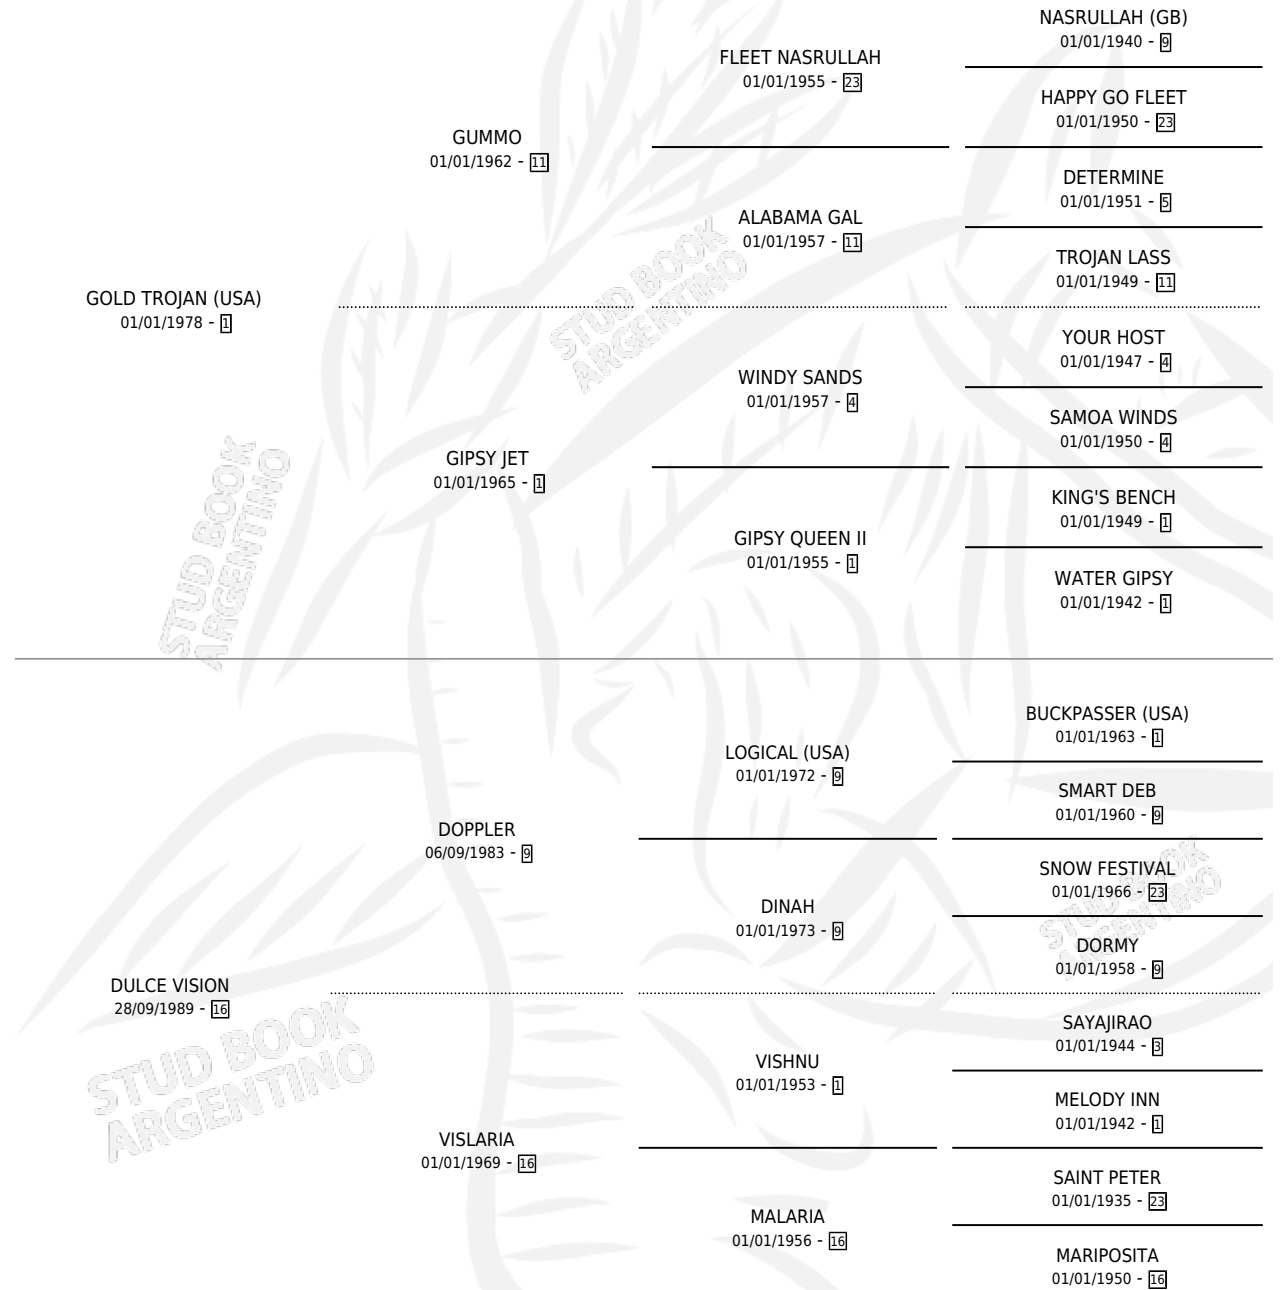 NASRULLAH (GB)
01/01/1940 - 9
FLEET NASRULLAH
01/01/1955 - 23
HAPPY GO FLEET
01/01/1950 - 23
GUMMO
01/01/1962 - 11
DETERMINE
01/01/1951 - 5
ALABAMA GAL
01/01/1957 - 11
TROJAN LASS
01/01/1949 - 11
GOLD TROJAN (USA)
01/01/1978 - 1
STUD BOOK
ARGENTINO
YOUR HOST
01/01/1947 - 4
WINDY SANDS
01/01/1957 - 4
SAMOA WINDS
01/01/1950 - 4
GIPSY JET
01/01/1965 - 1
KING'S BENCH
01/01/1949 - 1
GIPSY QUEEN II
01/01/1955 - 1
WATER GIPSY
01/01/1942 - 1
STUD BOOK
ARGENTINO
BUCKPASSER (USA)
01/01/1963 - 1
LOGICAL (USA)
01/01/1972 - 9
SMART DEB
01/01/1960 - 9
DOPPLER
06/09/1983 - 9
SNOW FESTIVAL
01/01/1966 - 23
DINAH
01/01/1973 - 9
STUD BOOK
ARGENTINO
DORMY
01/01/1958 - 9
DULCE VISION
28/09/1989 - 16
SAYAJIRAO
01/01/1944 - 3
VISHNU
01/01/1953 - 1
MELODY INN
01/01/1942 - 1
STUD BOOK
ARGENTINO
VISLARIA
01/01/1969 - 16
SAINT PETER
01/01/1935 - 23
MALARIA
01/01/1956 - 16
MARIPOSITA
01/01/1950 - 16